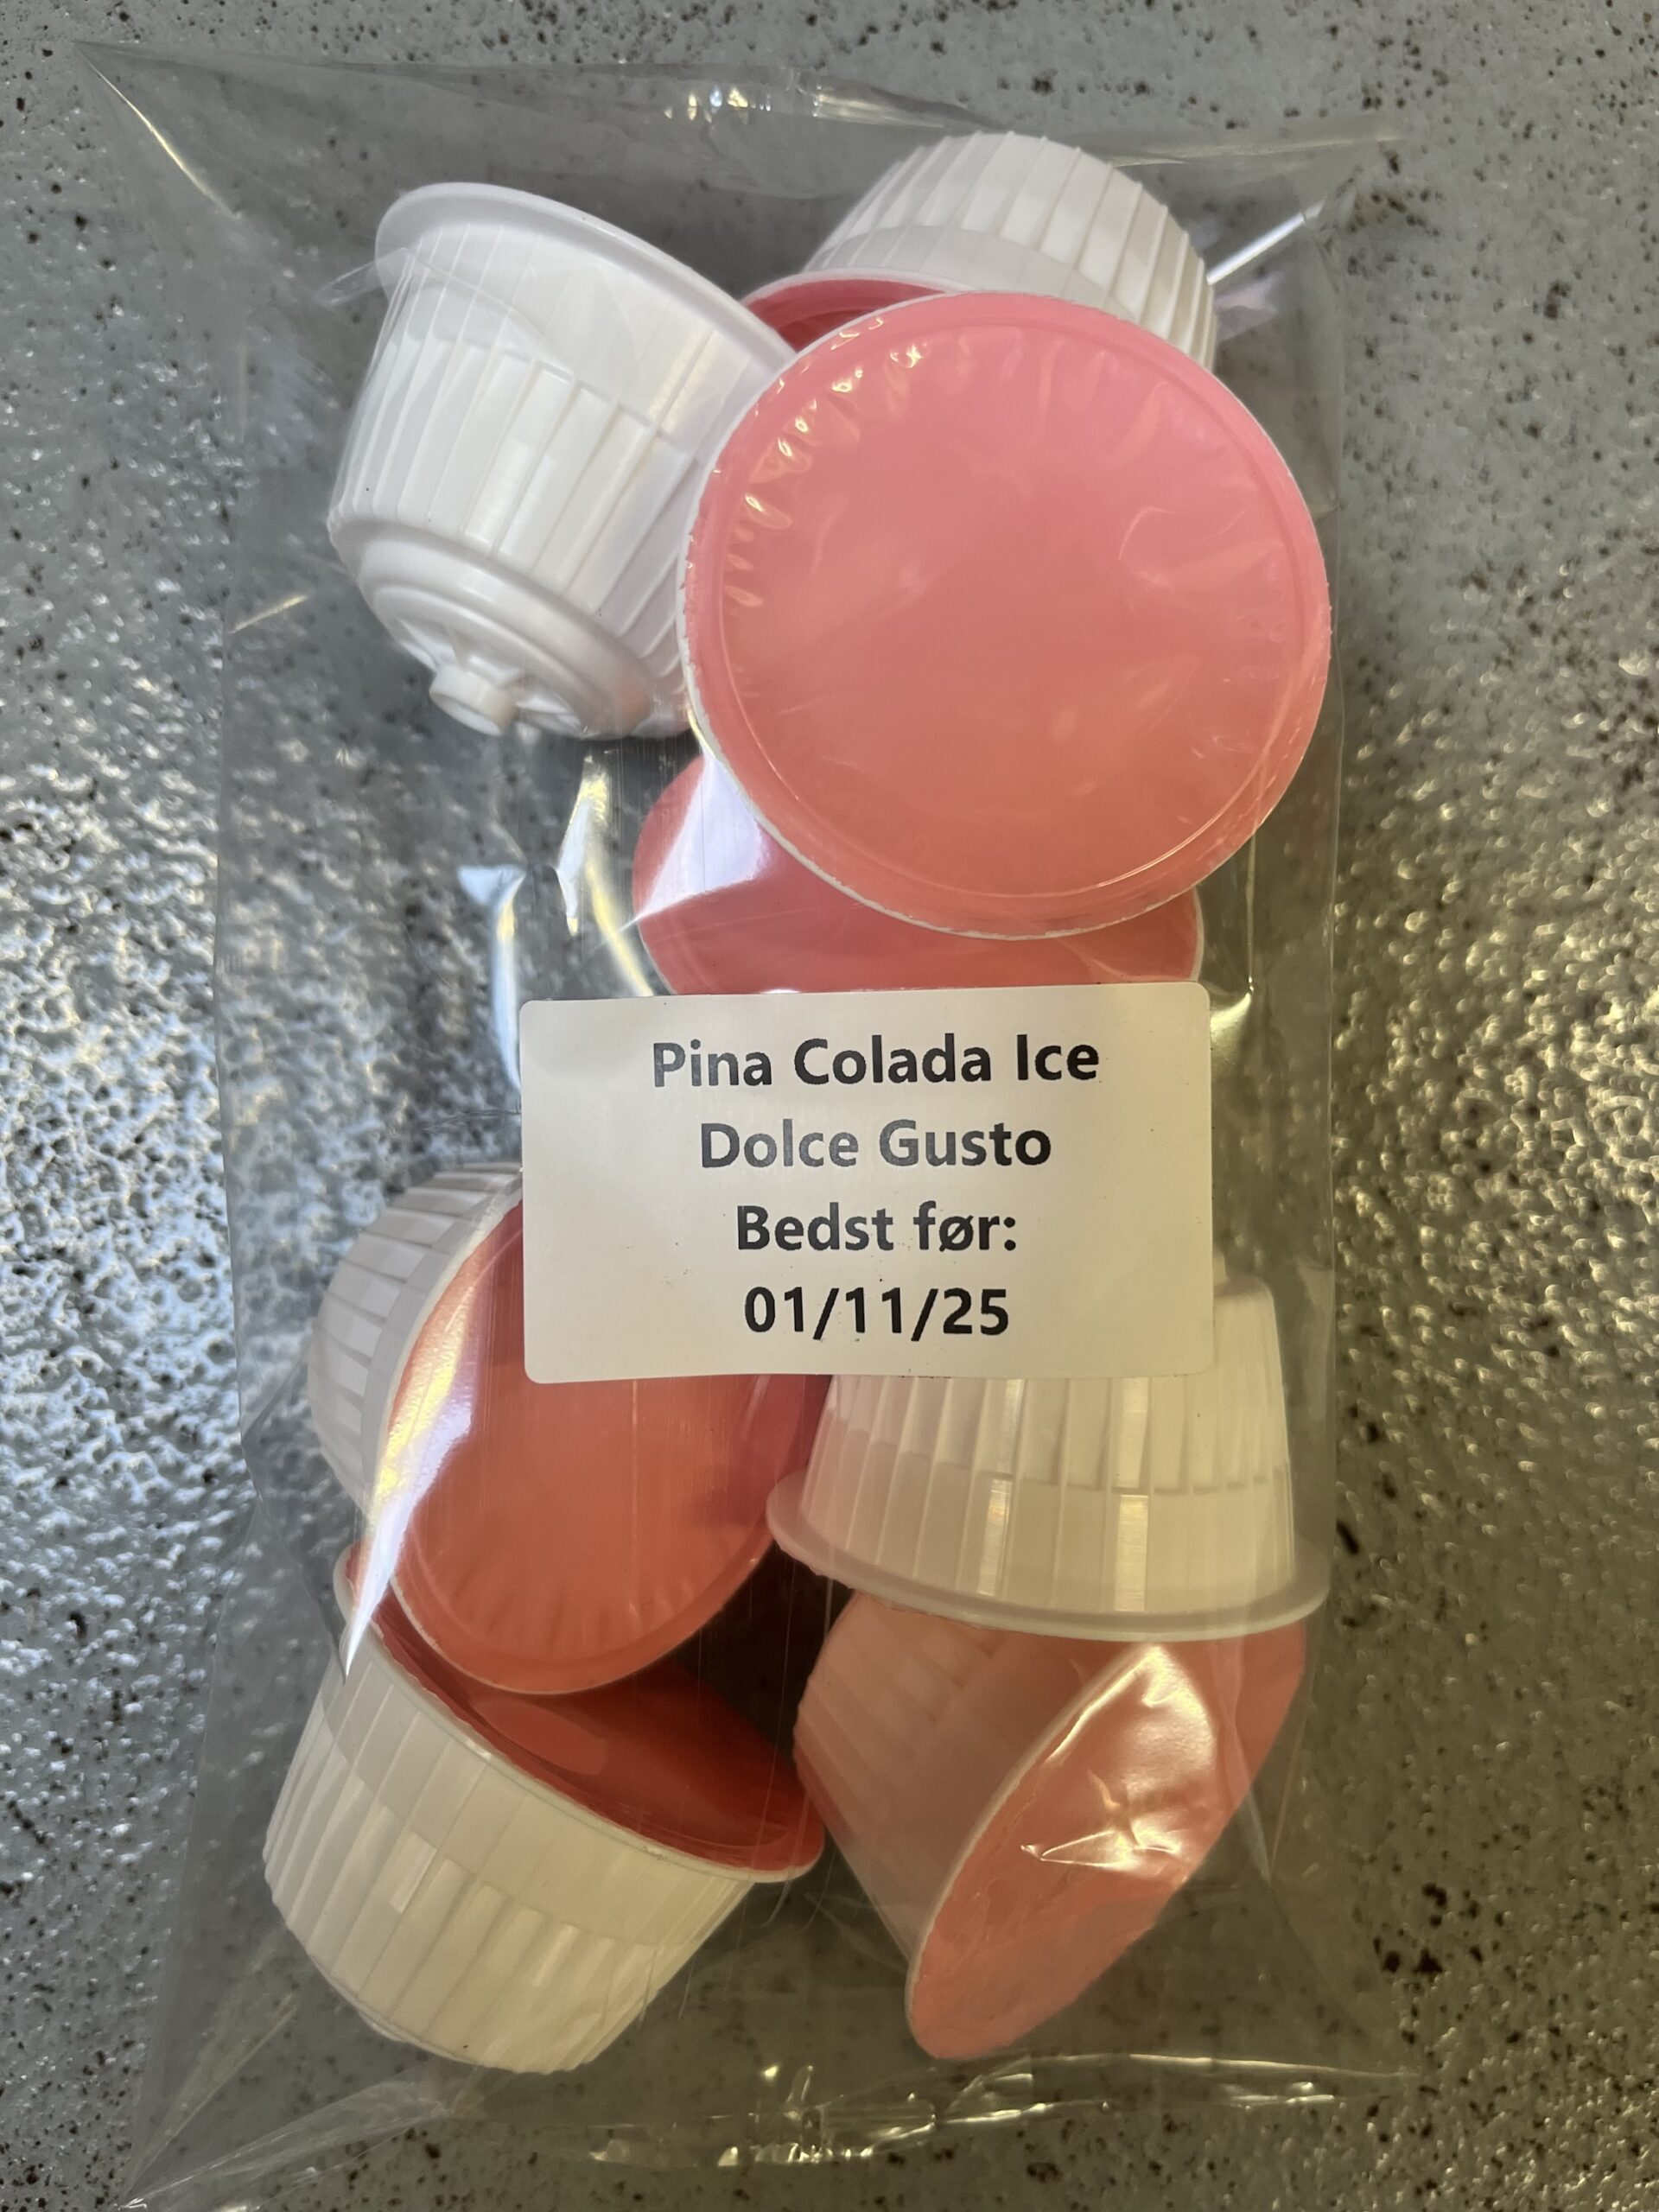 Pina Colada Ice
Dolce Gusto
Bedst før:
01/11/25